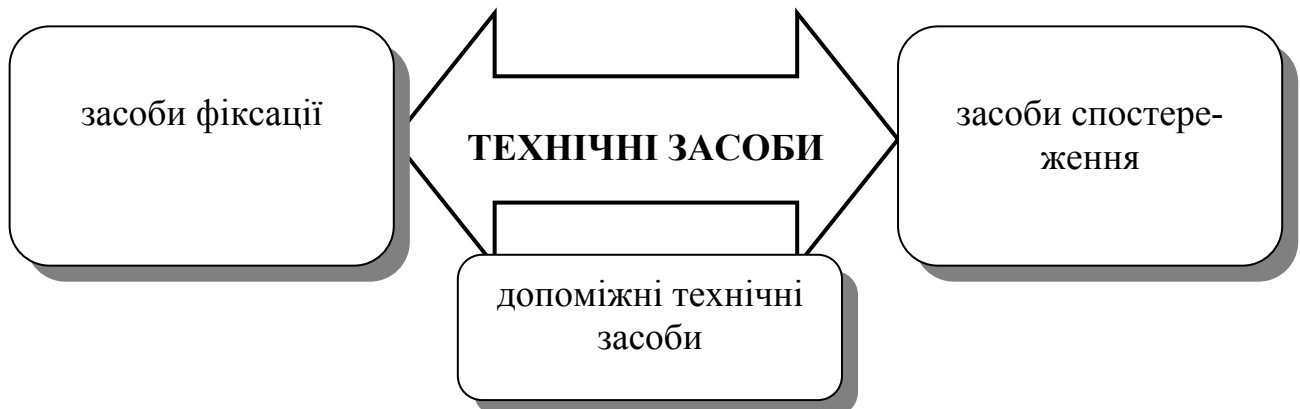 засоби фіксації
ТЕХНІЧНІ ЗАСОБИ
засоби спостере-
ження
допоміжні технічні
засоби